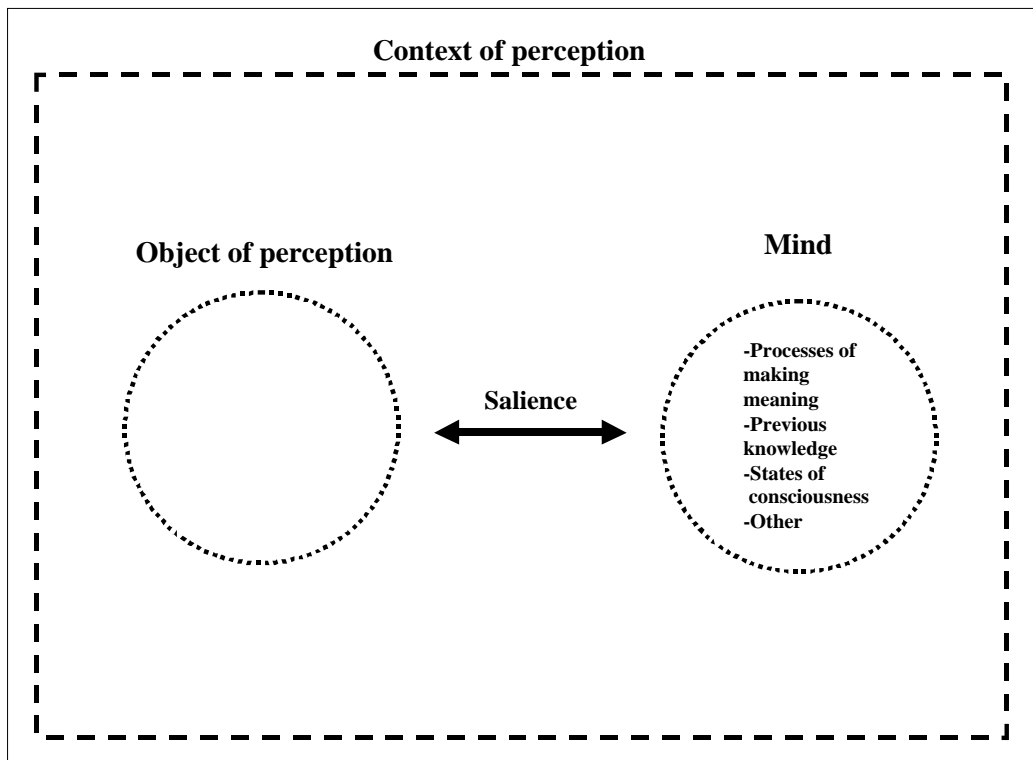 Context of perception
Object of perception
Mind
Salience
-Processes of
making
meaning
-Previous
knowledge
-States of
consciousness
-Other